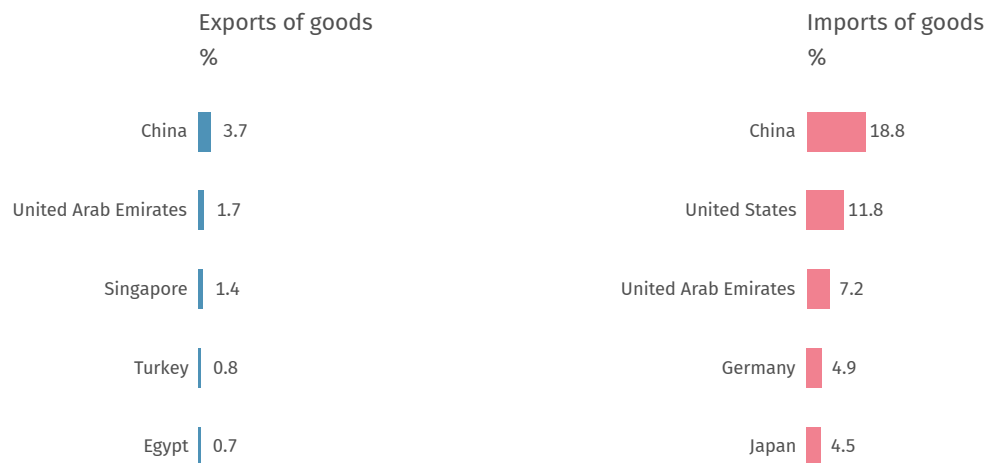 Exports of goods
%
China 3.7
United Arab Emirates 1.7
Singapore 1.4
Turkey 0.8
Egypt 0.7
Imports of goods
%
China 18.8
United States 11.8
United Arab Emirates 7.2
Germany 4.9
Japan 4.5